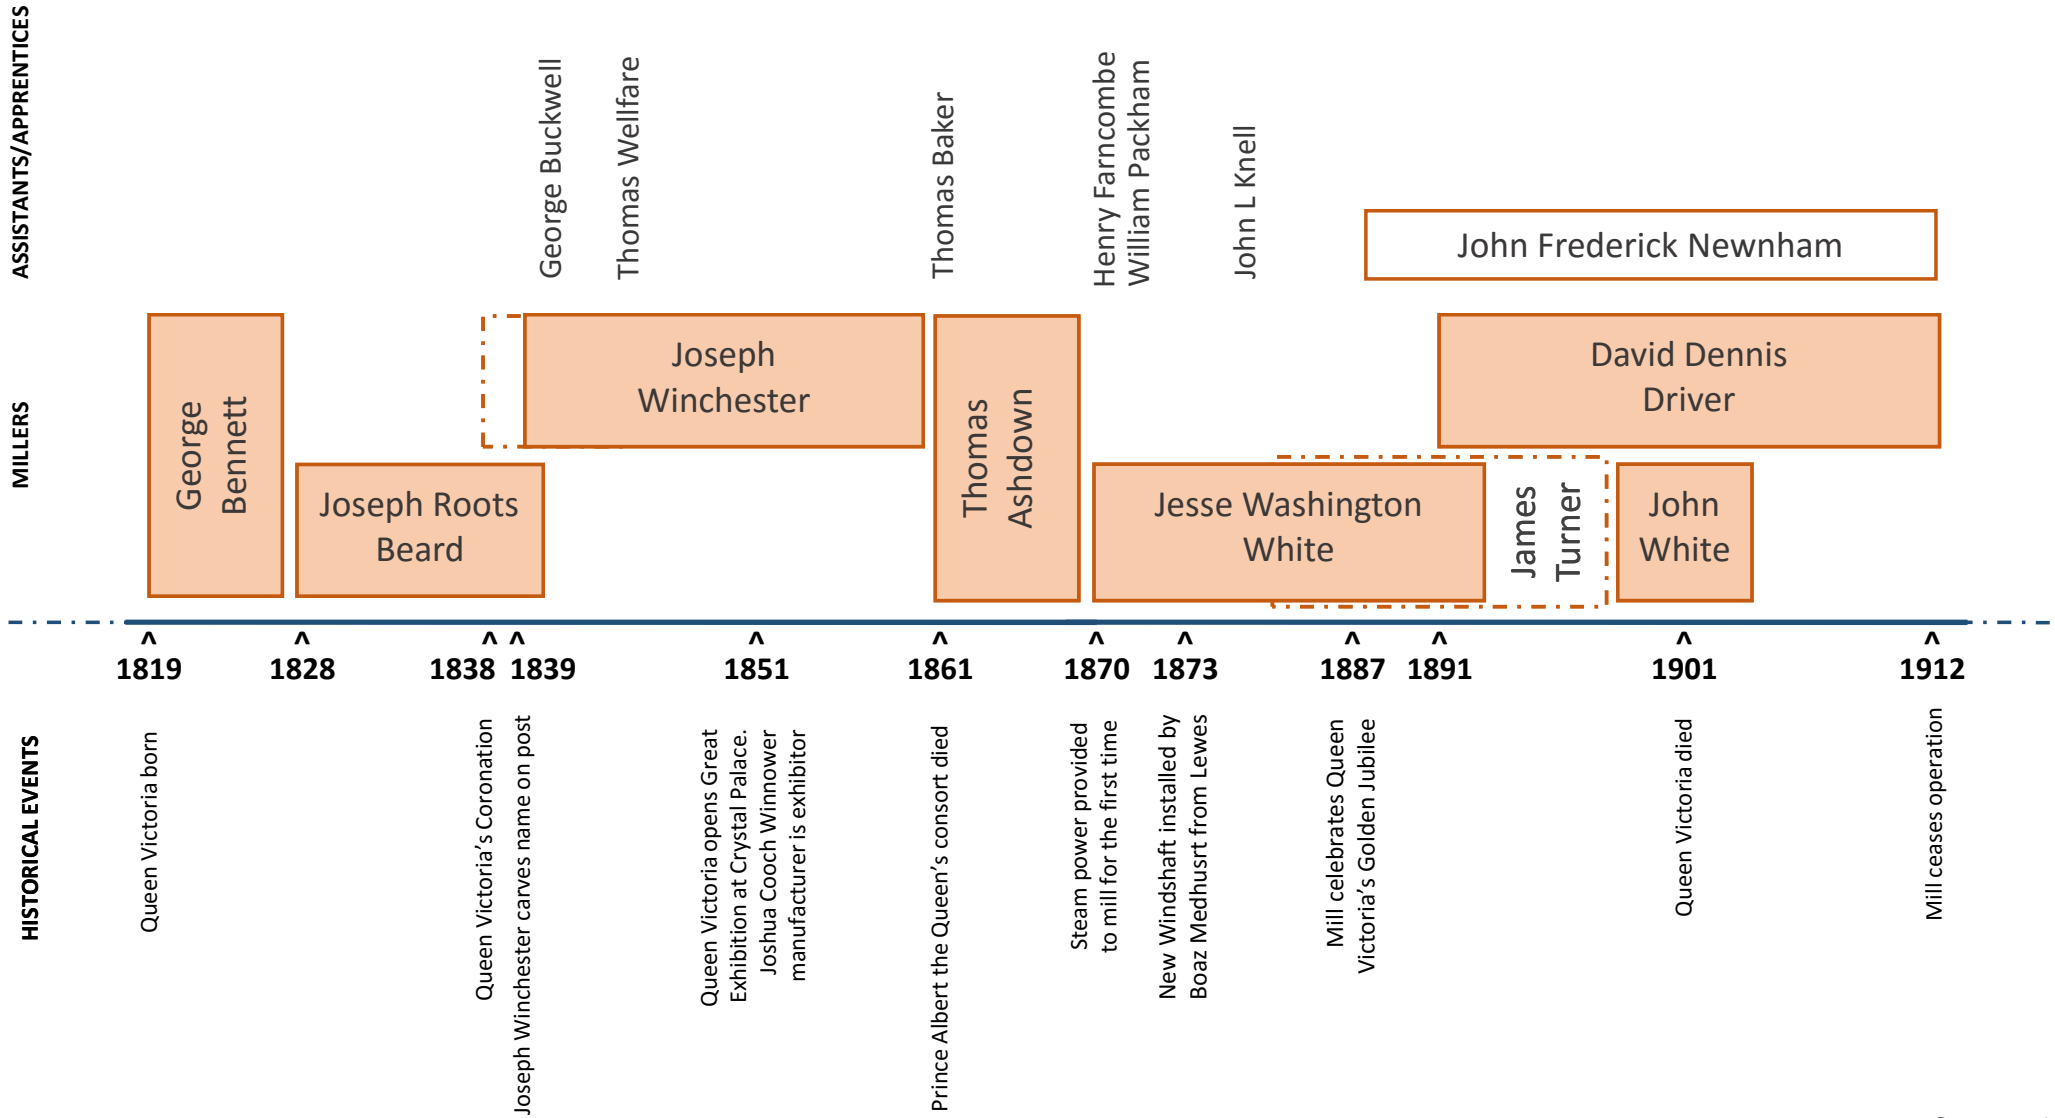 ASSISTANTS/APPRENTICES
George Buckwell
Thomas Wellfare
Thomas Baker
Henry Farncombe
William Packham
John L Knell
John Frederick Newnham
MILLERS
George
Bennett
Joseph Roots
Beard
Joseph
Winchester
Thomas
Ashdown
Jesse Washington
White
James
Turner
David Dennis
Driver
John
White
^ ^ ^ ^ ^ ^ ^ ^ ^ ^ ^ ^
1819 1828 1838 1839 1851 1861 1870 1873 1887 1891 1901 1912
HISTORICAL EVENTS
Queen Victoria born
Queen Victoria's Coronation
Joseph Winchester carves name on post
Queen Victoria opens Great
Exhibition at Crystal Palace.
Joshua Cooch Winnower
manufacturer is exhibitor
Prince Albert the Queen's consort died
Steam power provided
to mill for the first time
New Windshaft installed by
Boaz Medhusrt from Lewes
Mill celebrates Queen
Victoria's Golden Jubilee
Queen Victoria died
Mill ceases operation